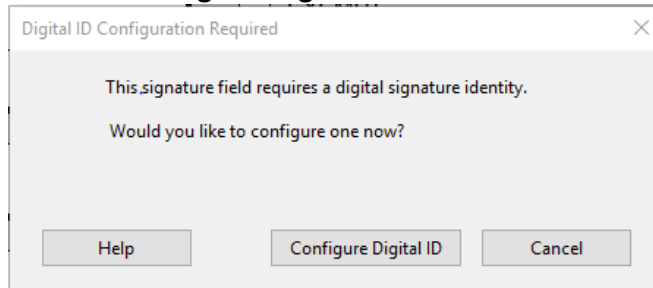 Digital ID Configuration Required
This signature field requires a digital signature identity.
Would you like to configure one now?
Help
Configure Digital ID
Cancel